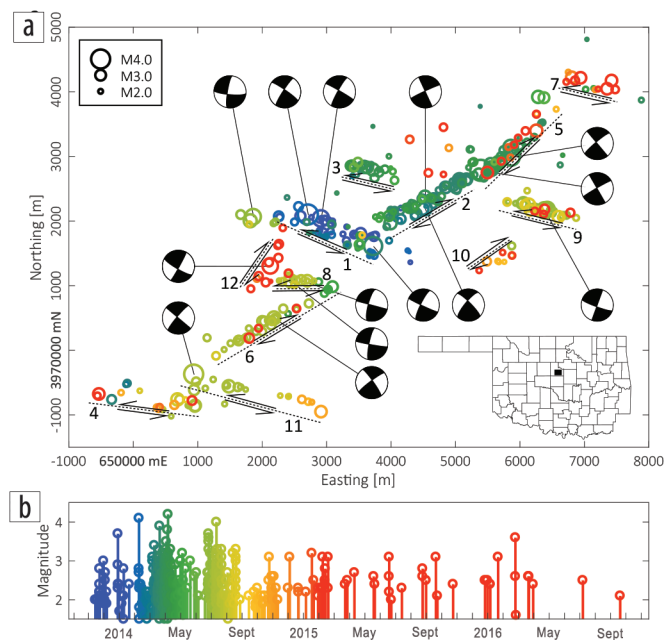 a
M4.0
M3.0
M2.0
5000
4000
3000
2000
1000
3970000 mN
-1000
Northing [m]
7
5
3
2
9
1
10
12
8
6
4
11
-1000
650000 mE
1000
2000
3000
4000
5000
6000
7000
8000
Easting [m]
b
4
3
2
Magnitude
2014
May
Sept
2015
May
Sept
2016
May
Sept